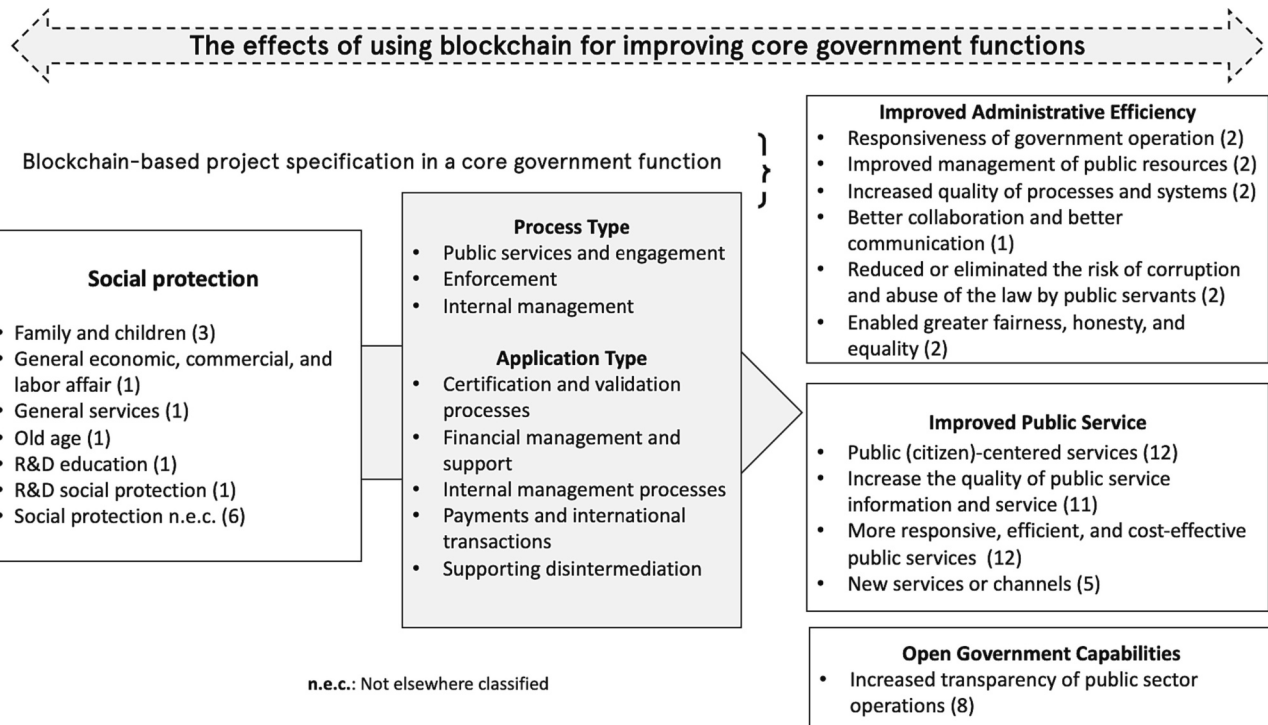 The effects of using blockchain for improving core government functions
Blockchain-based project specification in a core government function
Social protection
• Family and children (3)
• General economic, commercial, and
labor affair (1)
• General services (1)
• Old age (1)
• R&D education (1)
• R&D social protection (1)
• Social protection n.e.c. (6)
Process Type
• Public services and engagement
• Enforcement
• Internal management
Application Type
• Certification and validation
processes
• Financial management and
support
• Internal management processes
• Payments and international
transactions
• Supporting disintermediation
Improved Administrative Efficiency
• Responsiveness of government operation (2)
• Improved management of public resources (2)
• Increased quality of processes and systems (2)
• Better collaboration and better
communication (1)
• Reduced or eliminated the risk of corruption
and abuse of the law by public servants (2)
• Enabled greater fairness, honesty, and
equality (2)
Improved Public Service
• Public (citizen)-centered services (12)
• Increase the quality of public service
information and service (11)
• More responsive, efficient, and cost-effective
public services (12)
• New services or channels (5)
Open Government Capabilities
• Increased transparency of public sector
operations (8)
n.e.c.: Not elsewhere classified